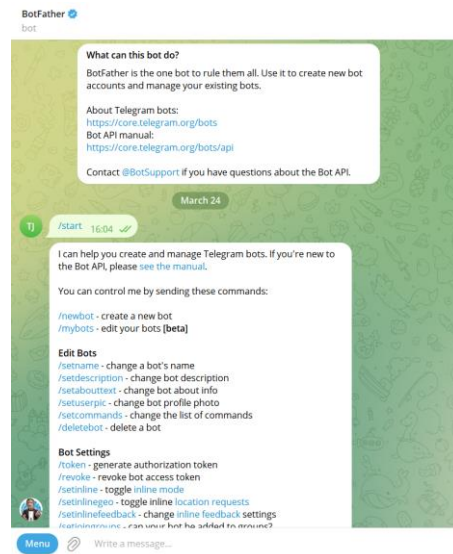 BotFather
bot
What can this bot do?
BotFather is the one bot to rule them all. Use it to create new bot
accounts and manage your existing bots.
About Telegram bots:
https://core.telegram.org/bots
Bot API manual:
https://core.telegram.org/bots/api
Contact @BotSupport if you have questions about the Bot API.
March 24
TJ
/start 16:04
I can help you create and manage Telegram bots. If you're new to
the Bot API, please see the manual.
You can control me by sending these commands:
/newbot - create a new bot
/mybots - edit your bots [beta]
Edit Bots
/setname - change a bot's name
/setdescription - change bot description
/setabouttext - change bot about info
/setuserpic - change bot profile photo
/setcommands - change the list of commands
/deletebot - delete a bot
Bot Settings
/token - generate authorization token
/revoke - revoke bot access token
/setinline - toggle inline mode
/setinlinegeo - toggle inline location requests
/setinlinefeedback - change inline feedback settings
/setjoingroups - can your bot be added to groups?
Menu
Write a message...